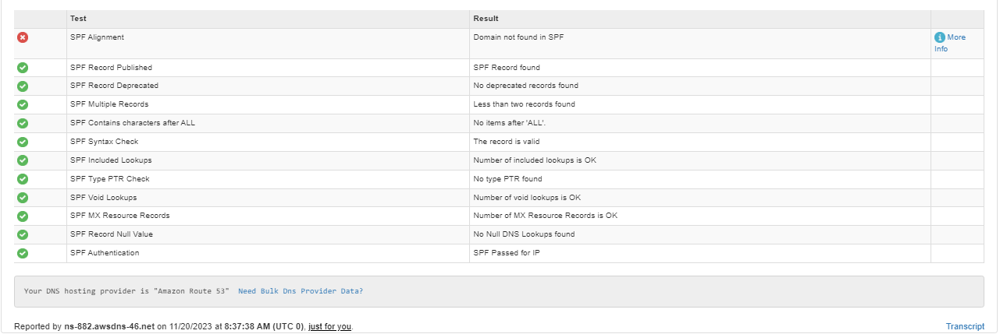 Test Result
SPF Alignment Domain not found in SPF More
Info
SPF Record Published SPF Record found
SPF Record Deprecated No deprecated records found
SPF Multiple Records Less than two records found
SPF Contains characters after ALL No items after 'ALL'.
SPF Syntax Check The record is valid
SPF Included Lookups Number of included lookups is OK
SPF Type PTR Check No type PTR found
SPF Void Lookups Number of void lookups is OK
SPF MX Resource Records Number of MX Resource Records is OK
SPF Record Null Value No Null DNS Lookups found
SPF Authentication SPF Passed for IP
Your DNS hosting provider is "Amazon Route 53" Need Bulk Dns Provider Data?
Reported by ns-882.awsdns-46.net on 11/20/2023 at 8:37:38 AM (UTC 0), just for you. Transcript